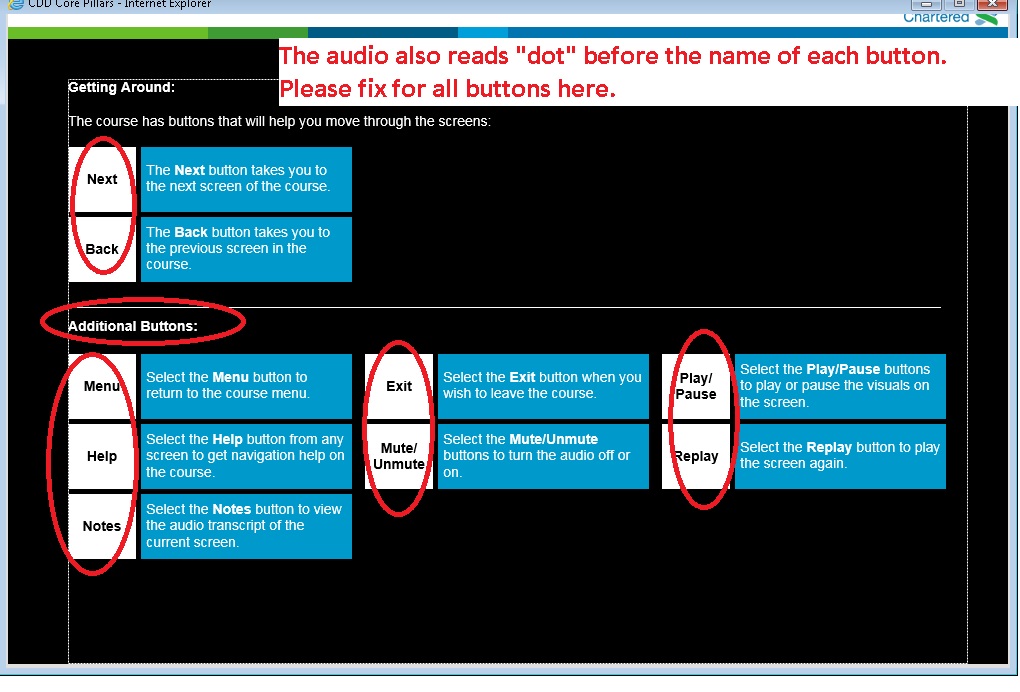 CDD Core Pillars - Internet Explorer
Chartered
The audio also reads "dot" before the name of each button.
Please fix for all buttons here.
Getting Around:
The course has buttons that will help you move through the screens:
Next
The Next button takes you to
the next screen of the course.
Back
The Back button takes you to
the previous screen in the
course.
Additional Buttons:
Menu
Select the Menu button to
return to the course menu.
Help
Select the Help button from any
screen to get navigation help on
the course.
Notes
Select the Notes button to view
the audio transcript of the
current screen.
Exit
Select the Exit button when you
wish to leave the course.
Mute/
Unmute
Select the Mute/Unmute
buttons to turn the audio off or
on.
Play/
Pause
Select the Play/Pause buttons
to play or pause the visuals on
the screen.
Replay
Select the Replay button to play
the screen again.